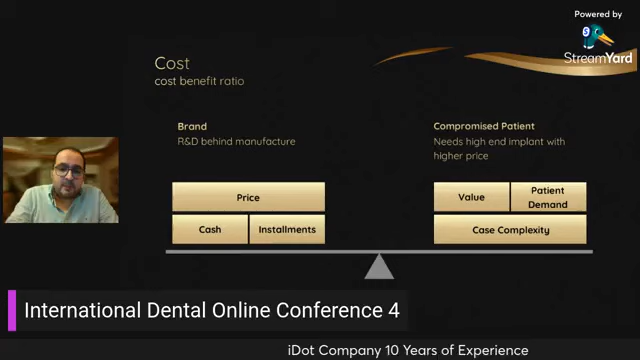 Powered by
StreamYard
Cost
cost benefit ratio
Brand
R&D behind manufacture
Compromised Patient
Needs high end implant with
higher price
Price
Cash
Installments
Value
Patient
Demand
Case Complexity
International Dental Online Conference 4
iDot Company 10 Years of Experience